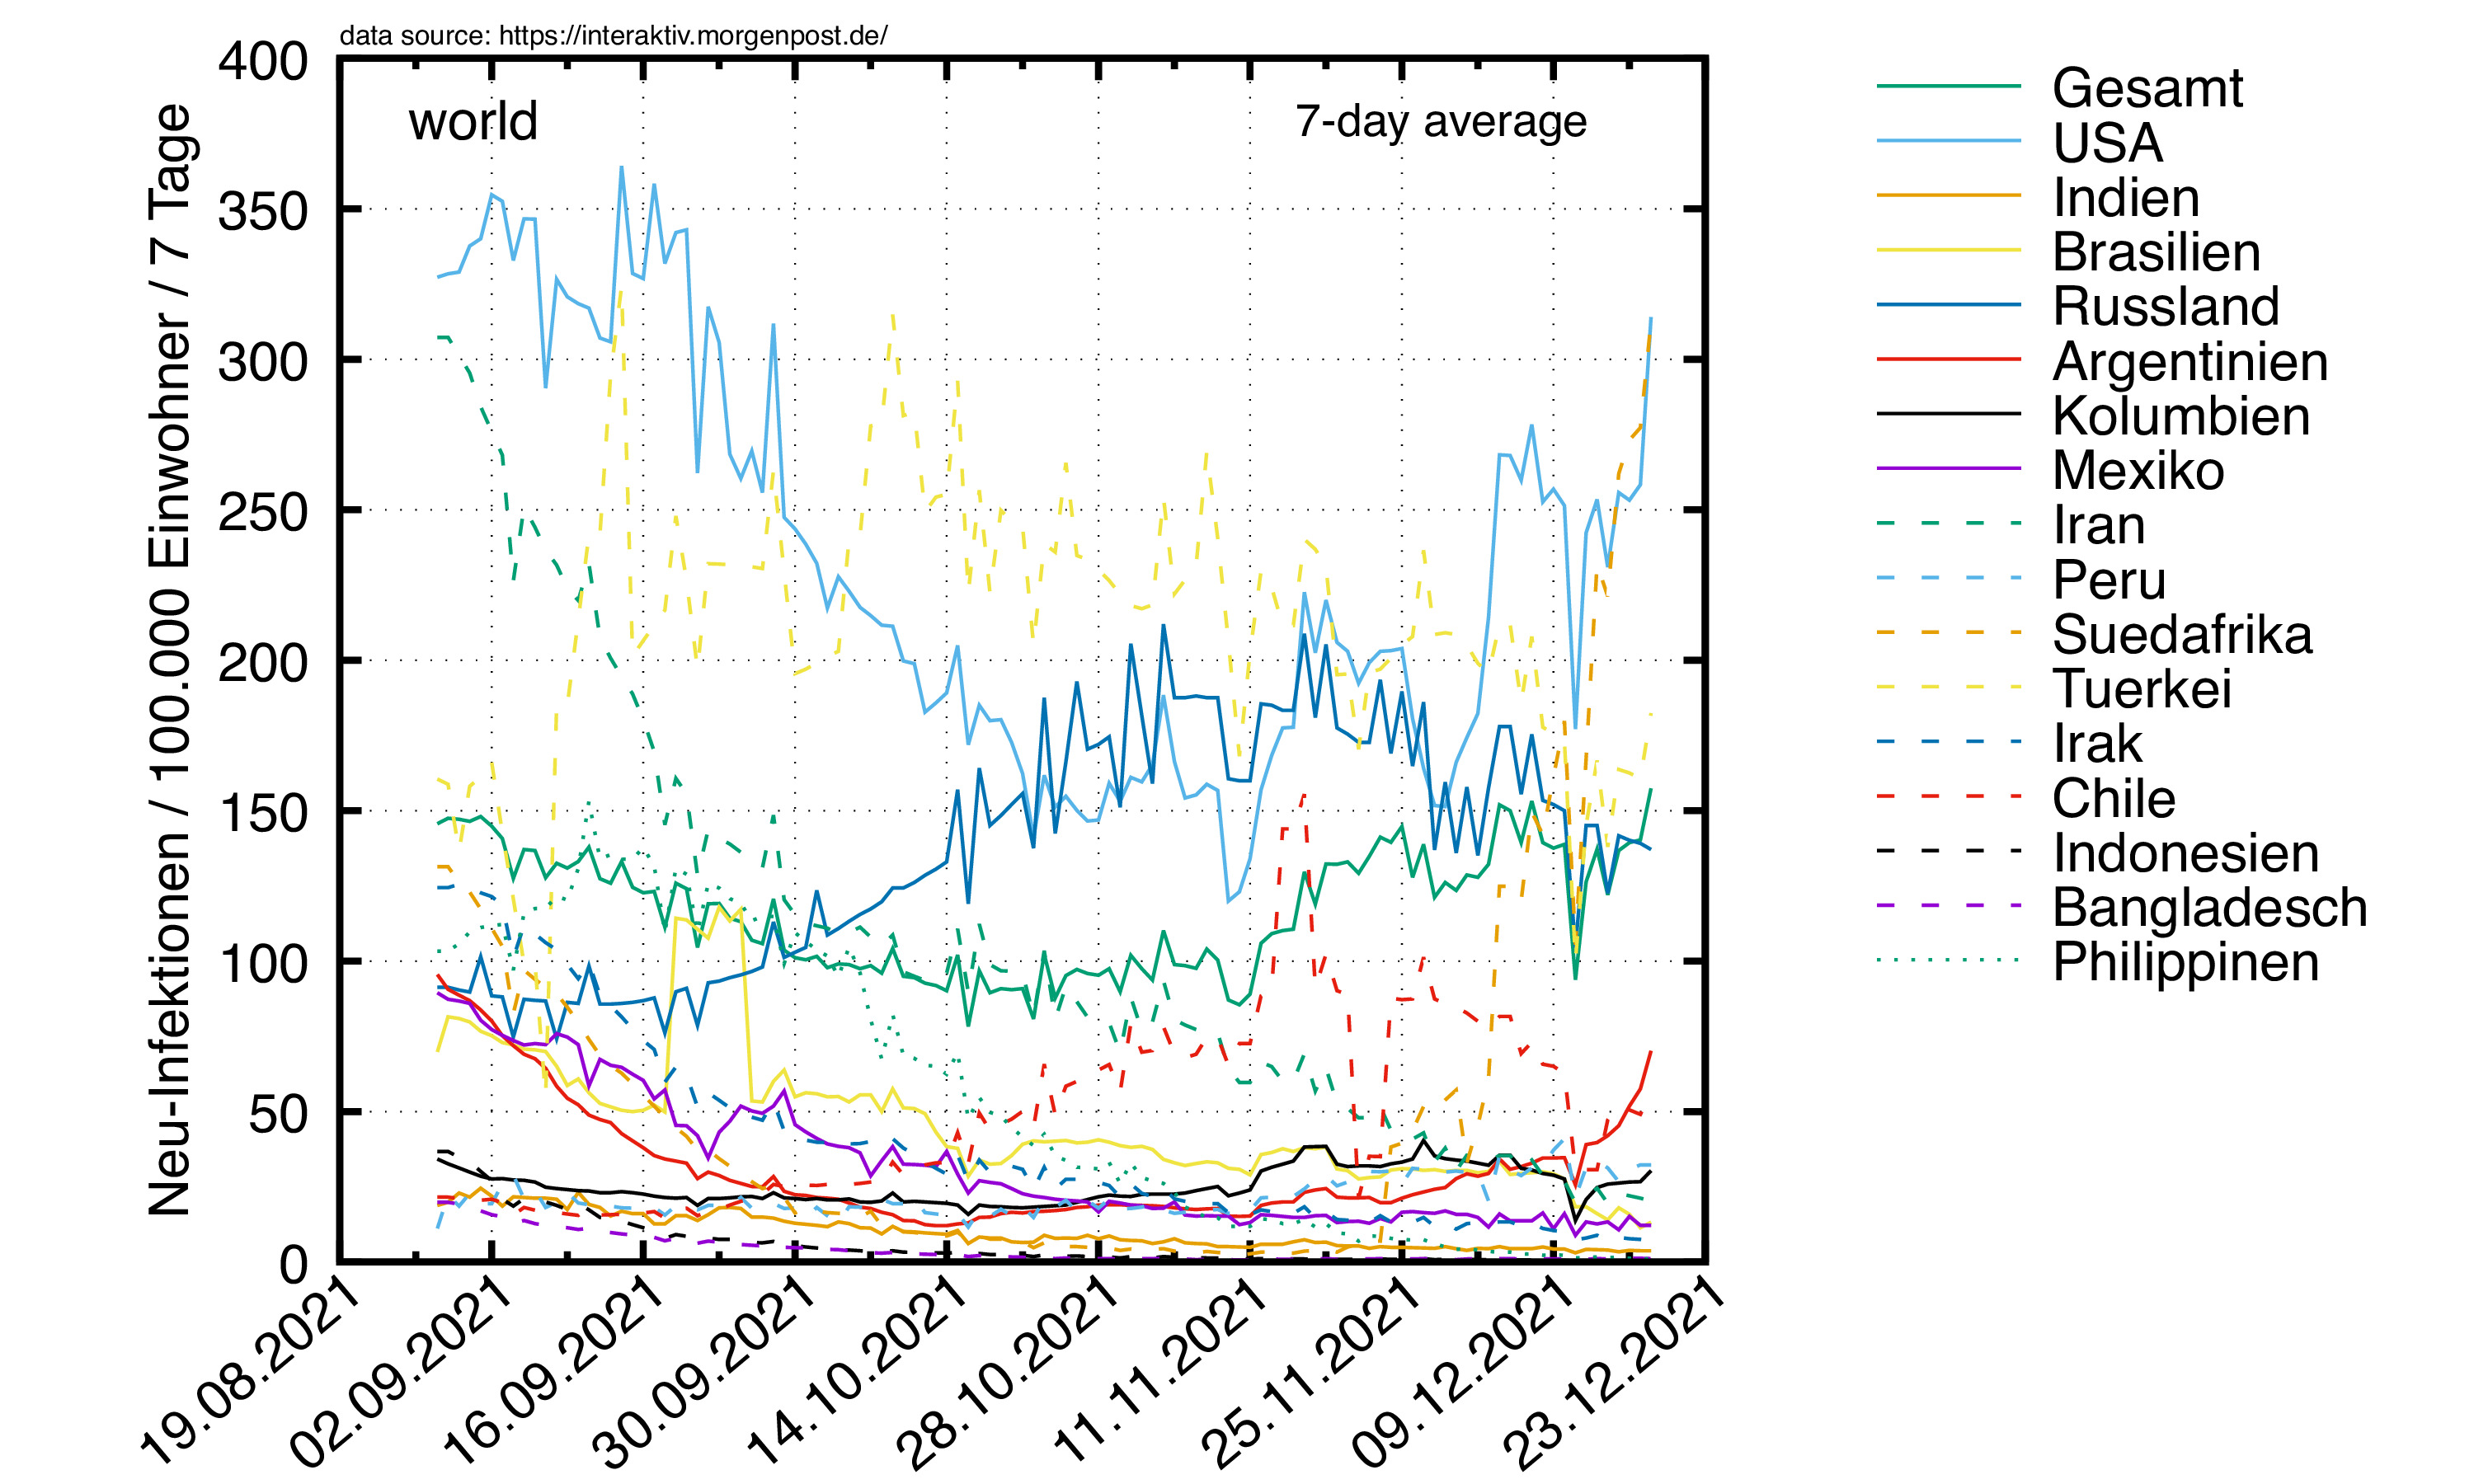 data source: https://interaktiv.morgenpost.de/
world
7-day average
Neu-Infektionen / 100.000 Einwohner / 7 Tage
400
350
300
250
200
150
100
50
0
19.08.2021
02.09.2021
16.09.2021
30.09.2021
14.10.2021
28.10.2021
11.11.2021
25.11.2021
09.12.2021
23.12.2021
Gesamt
USA
Indien
Brasilien
Russland
Argentinien
Kolumbien
Mexiko
Iran
Peru
Suedafrika
Tuerkei
Irak
Chile
Indonesien
Bangladesch
Philippinen